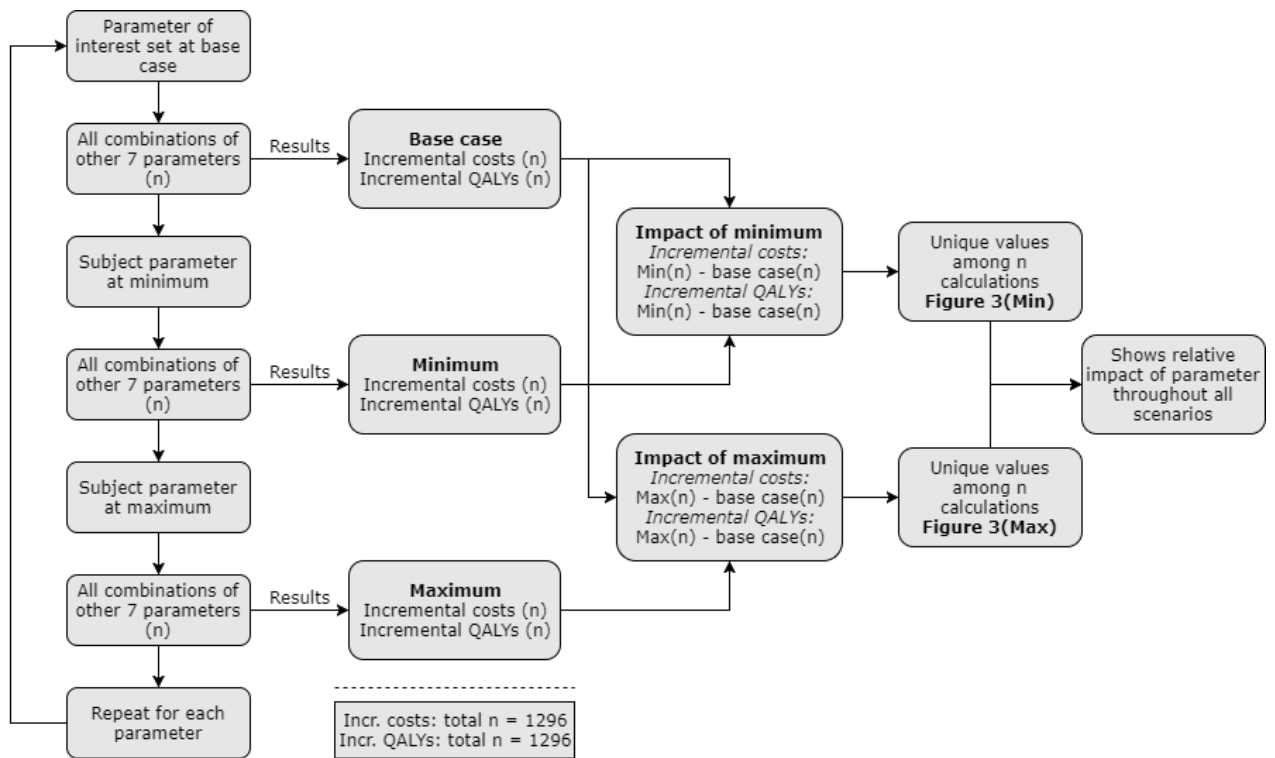 Parameter of
interest set at base
case
All combinations of
other 7 parameters
(n)
Results
Base case
Incremental costs (n)
Incremental QALYs (n)
Subject parameter
at minimum
Impact of minimum
Incremental costs:
Min(n) - base case(n)
Incremental QALYs:
Min(n) - base case(n)
Unique values
among n
calculations
Figure 3(Min)
All combinations of
other 7 parameters
(n)
Results
Minimum
Incremental costs (n)
Incremental QALYs (n)
Shows relative
impact of parameter
throughout all
scenarios
Subject parameter
at maximum
Impact of maximum
Incremental costs:
Max(n) - base case(n)
Incremental QALYs:
Max(n) - base case(n)
Unique values
among n
calculations
Figure 3(Max)
All combinations of
other 7 parameters
(n)
Results
Maximum
Incremental costs (n)
Incremental QALYs (n)
Repeat for each
parameter
Incr. costs: total n = 1296
Incr. QALYs: total n = 1296